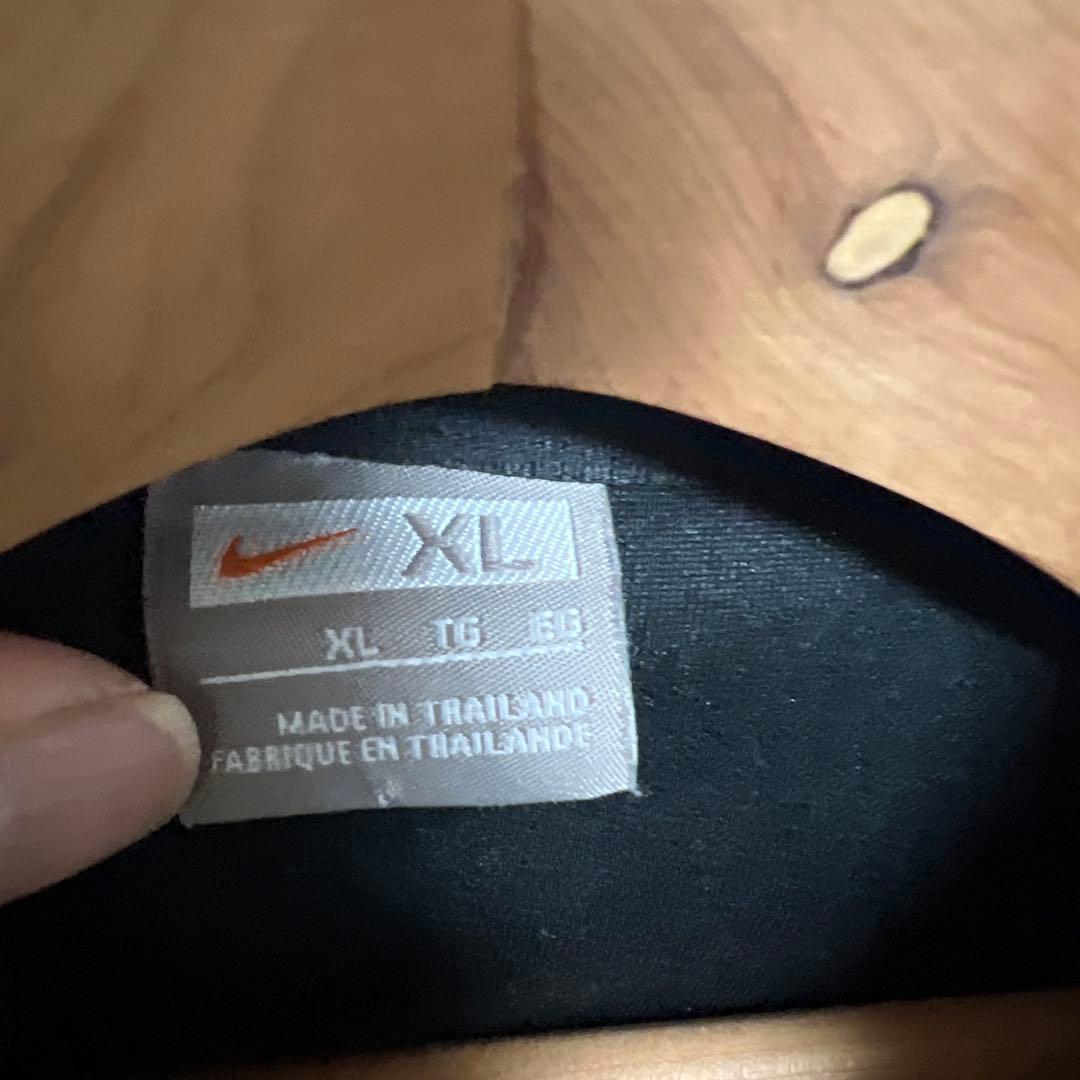 XL
XL TG EG
MADE IN THAILAND
FABRIQUE EN THAILANDE